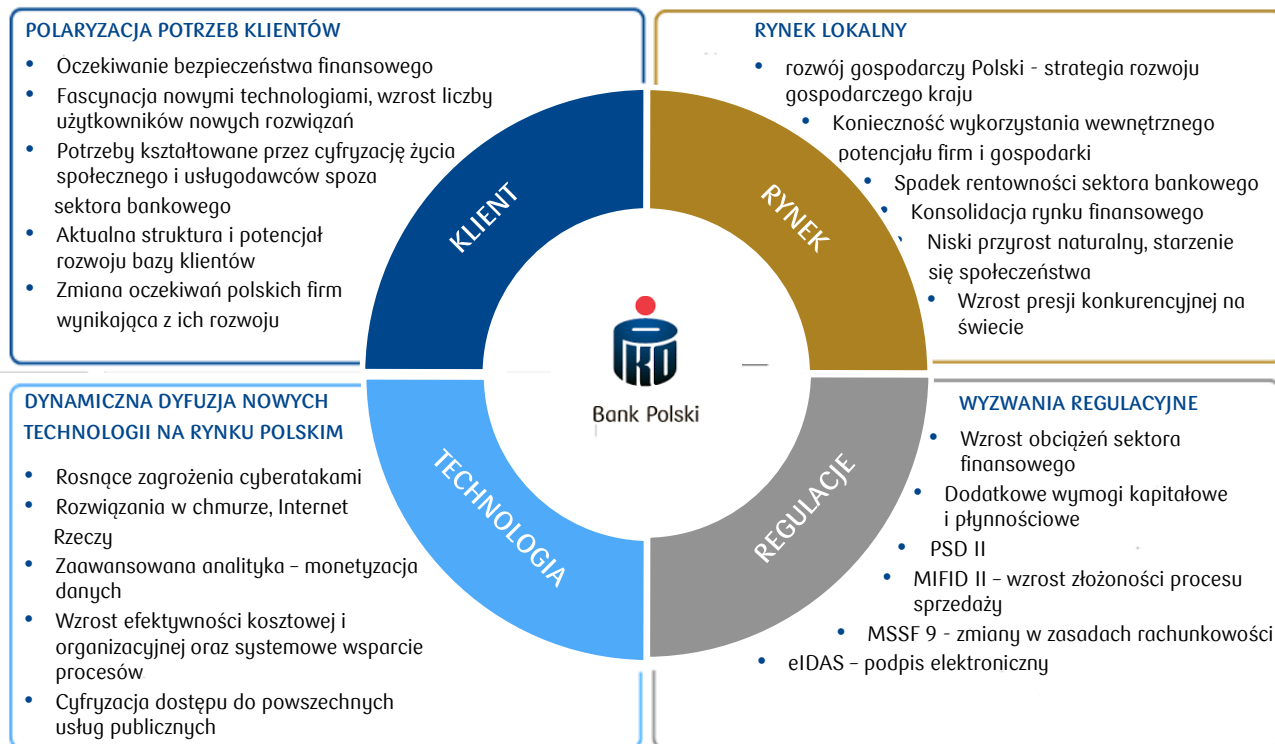 POLARYZACJA POTRZEB KLIENTÓW
• Oczekiwanie bezpieczeństwa finansowego
• Fascynacja nowymi technologiami, wzrost liczby
użytkowników nowych rozwiązań
• Potrzeby kształtowane przez cyfryzację życia
społecznego i usługodawców spoza
sektora bankowego
• Aktualna struktura i potencjał
rozwoju bazy klientów
• Zmiana oczekiwań polskich firm
wynikająca z ich rozwoju
RYNEK LOKALNY
• rozwój gospodarczy Polski - strategia rozwoju
gospodarczego kraju
• Konieczność wykorzystania wewnętrznego
potencjału firm i gospodarki
• Spadek rentowności sektora bankowego
• Konsolidacja rynku finansowego
• Niski przyrost naturalny, starzenie
się społeczeństwa
• Wzrost presji konkurencyjnej na
świecie
KLIENT
RYNEK
PKO
Bank Polski
TECHNOLOGIA
REGULACJE
DYNAMICZNA DYFUZJA NOWYCH
TECHNOLOGII NA RYNKU POLSKIM
• Rosnące zagrożenia cyberatakami
• Rozwiązania w chmurze, Internet
Rzeczy
• Zaawansowana analityka – monetyzacja
danych
• Wzrost efektywności kosztowej i
organizacyjnej oraz systemowe wsparcie
procesów
• Cyfryzacja dostępu do powszechnych
usług publicznych
WYZWANIA REGULACYJNE
• Wzrost obciążeń sektora
finansowego
• Dodatkowe wymogi kapitałowe
i płynnościowe
• PSD II
• MIFID II – wzrost złożoności procesu
sprzedaży
• MSSF 9 - zmiany w zasadach rachunkowości
• eIDAS – podpis elektroniczny